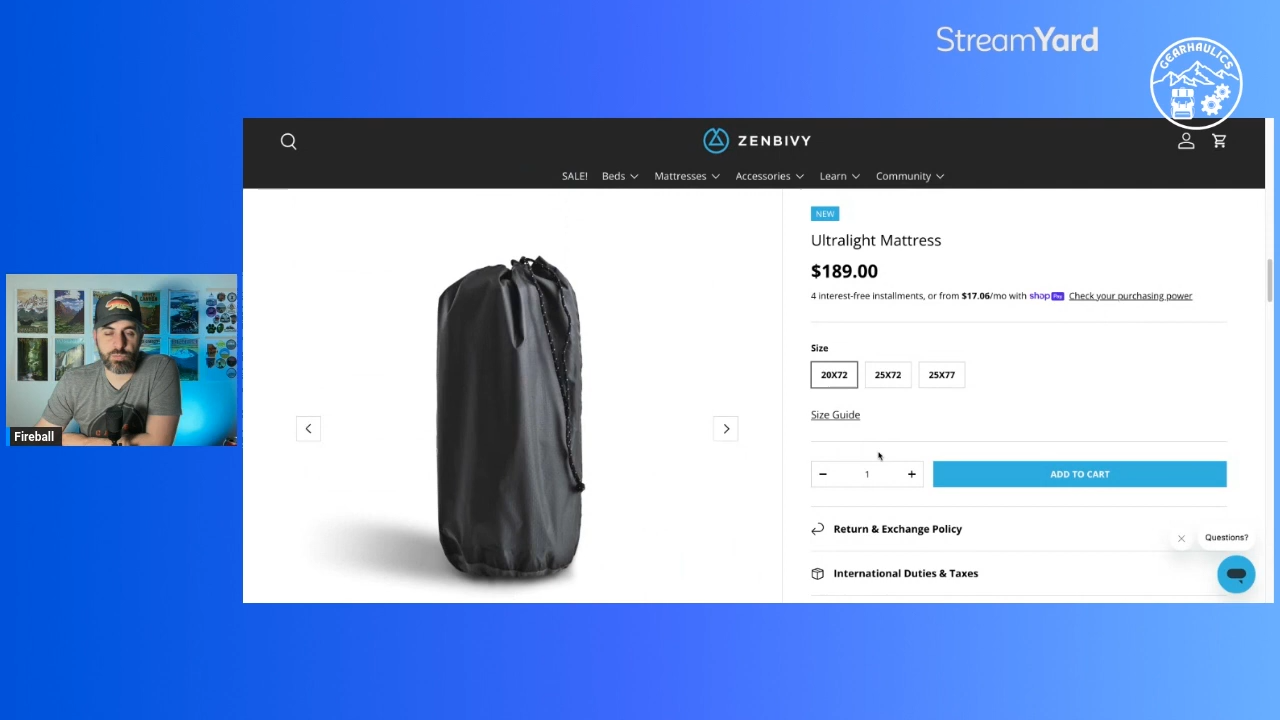 StreamYard
GEARHAULICS
ZENBIVY
SALE! Beds Mattresses Accessories Learn Community
NEW
Ultralight Mattress
$189.00
4 interest-free installments, or from $17.06/mo with shop Pay Check your purchasing power
Size
20X72 25X72 25X77
Size Guide
− 1 + ADD TO CART
Return & Exchange Policy
Questions?
International Duties & Taxes
Fireball